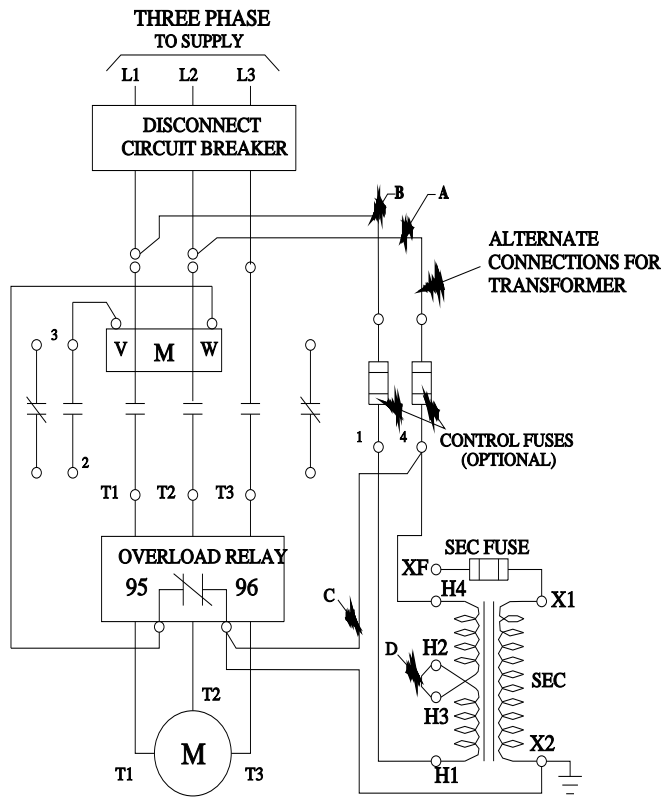 THREE PHASE
TO SUPPLY
L1 L2 L3
DISCONNECT
CIRCUIT BREAKER
B A
ALTERNATE
CONNECTIONS FOR
TRANSFORMER
3 V M W
1 4
CONTROL FUSES
(OPTIONAL)
2
T1 T2 T3
OVERLOAD RELAY
95 96
SEC FUSE
XF
H4 X1
C
D H2
SEC
H3
T2
M
X2
T1 T3 H1